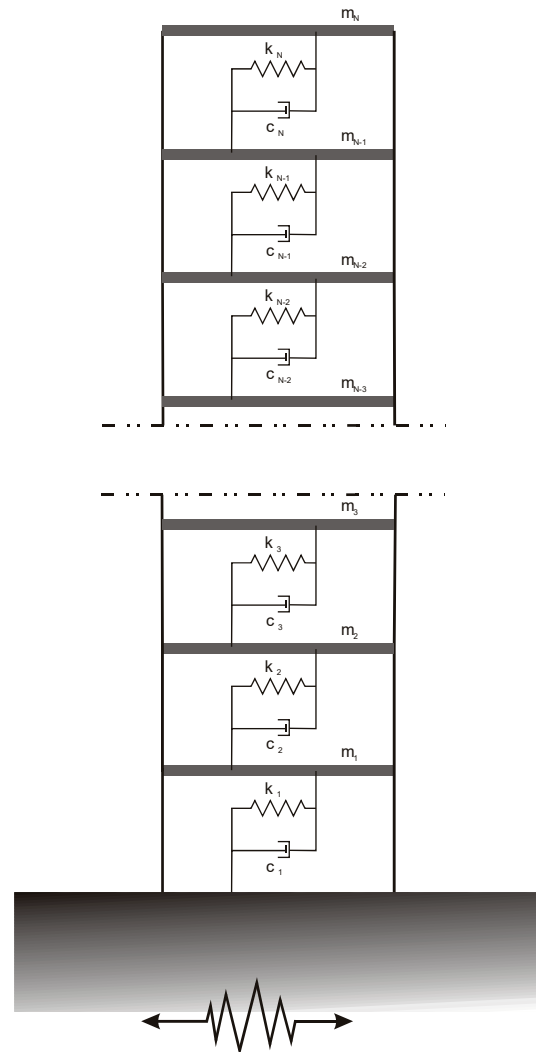 m_N
k_N
c_N
m_N-1
k_N-1
c_N-1
m_N-2
k_N-2
c_N-2
m_N-3
m_3
k_3
c_3
m_2
k_2
c_2
m_1
k_1
c_1